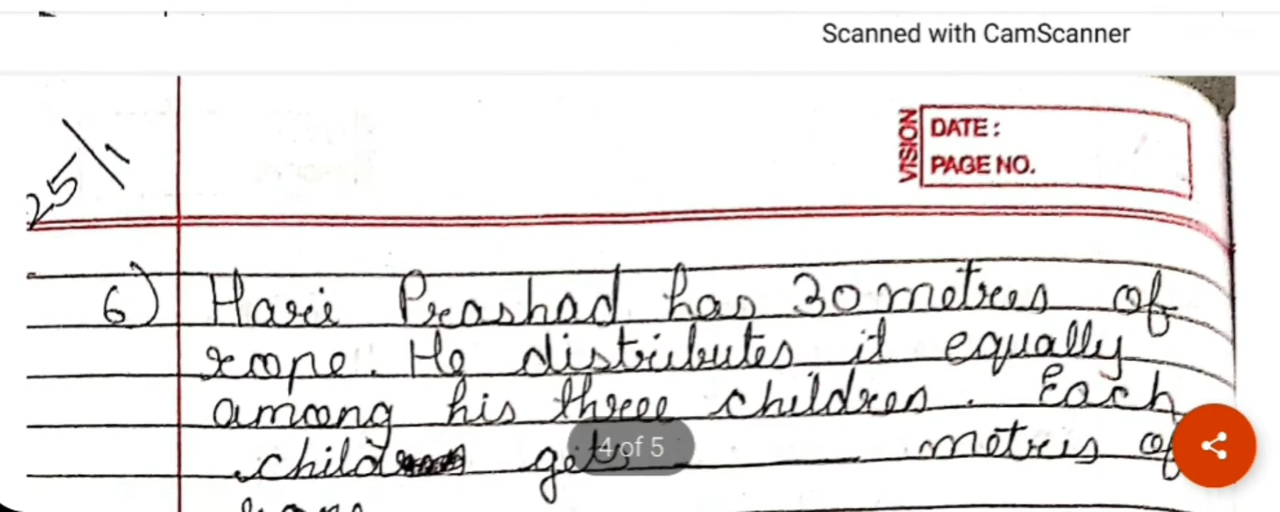 Scanned with CamScanner
25/1
VISION
DATE :
PAGE NO.
6) Hari Prashad has 30 metres of
rope. He distributes it equally
among his three children. Each
child gets ______ metres of
4 of 5